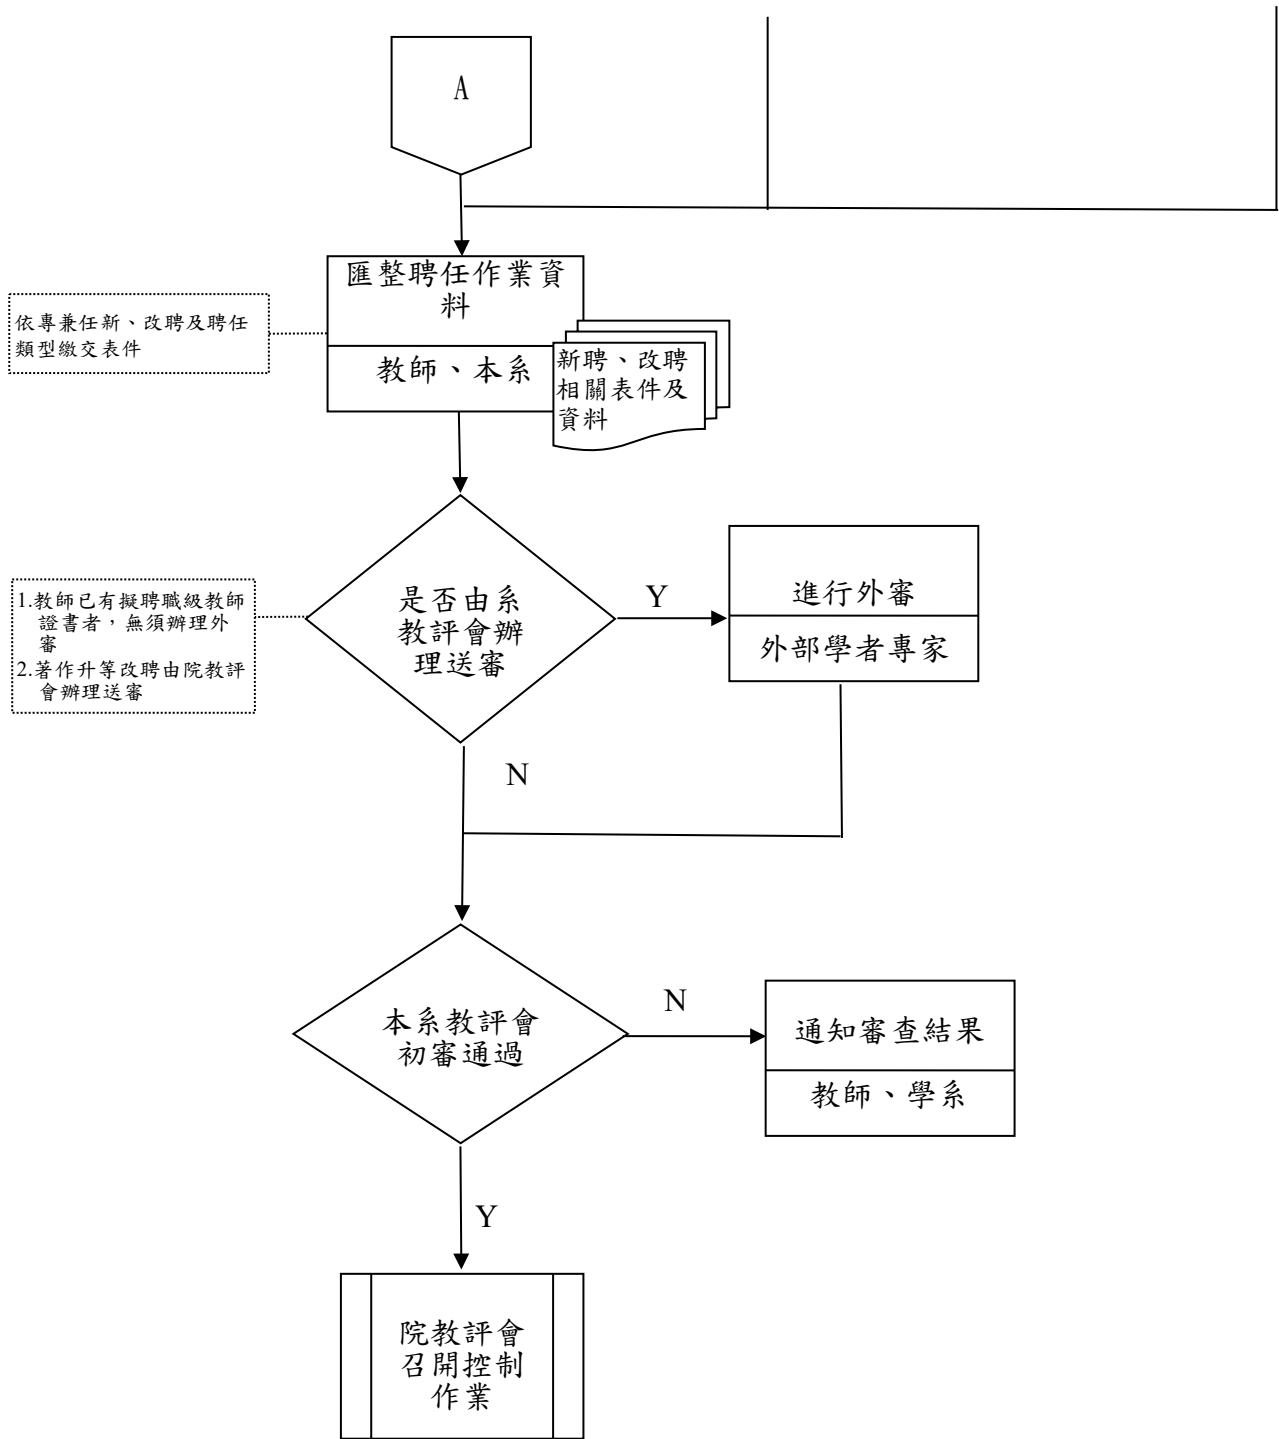 A
匯整聘任作業資
料
依專兼任新、改聘及聘任
類型繳交表件
教師、本系
新聘、改聘
相關表件及
資料
1.教師已有擬聘職級教師
證書者，無須辦理外
審
2.著作升等改聘由院教評
會辦理送審
是否由系
教評會辦
理送審
Y
進行外審
外部學者專家
N
本系教評會
初審通過
N
通知審查結果
教師、學系
Y
院教評會
召開控制
作業